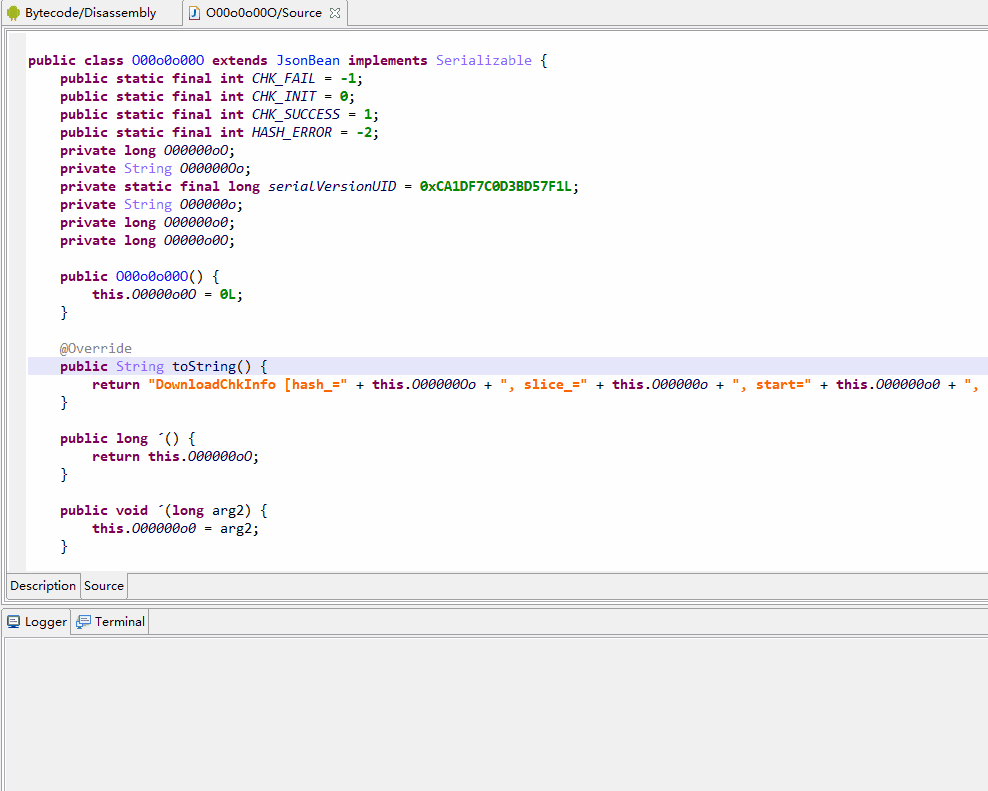 Bytecode/Disassembly
O00o0o00O/Source
public class O00o0o00O extends JsonBean implements Serializable {
public static final int CHK_FAIL = -1;
public static final int CHK_INIT = 0;
public static final int CHK_SUCCESS = 1;
public static final int HASH_ERROR = -2;
private long O00000oO;
private String O00000Oo;
private static final long serialVersionUID = 0xCA1DF7C0D3BD57F1L;
private String O00000o;
private long O00000o0;
private long O0000o0O;
public O00o0o00O() {
this.O0000o0O = 0L;
}
@Override
public String toString() {
return "DownloadChkInfo [hash_=" + this.O00000Oo + ", slice_=" + this.O00000o + ", start=" + this.O00000o0 + ",
}
public long ´() {
return this.O00000oO;
}
public void ´(long arg2) {
this.O00000o0 = arg2;
}
Description
Source
Logger
Terminal